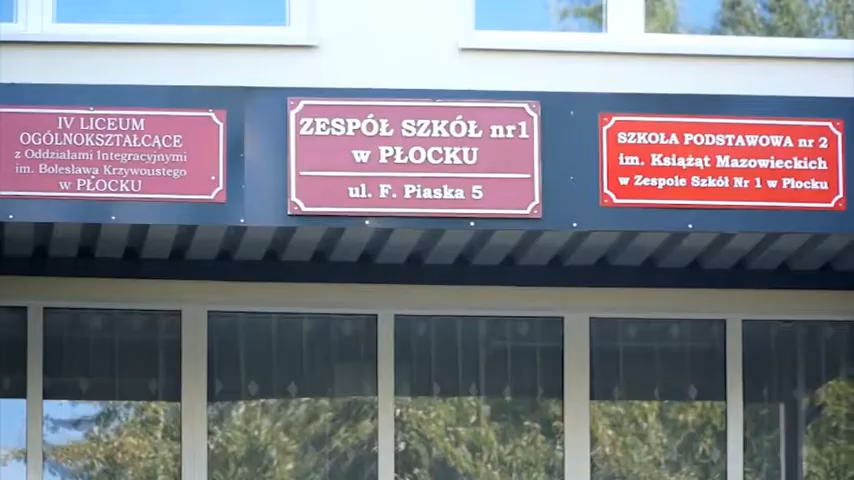 IV LICEUM
OGÓLNOKSZTAŁCĄCE
z Oddziałami Integracyjnymi
im. Bolesława Krzywoustego
w PŁOCKU
ZESPÓŁ SZKÓŁ nr1
w PŁOCKU
ul. F. Piaska 5
SZKOŁA PODSTAWOWA nr 2
im. Książąt Mazowieckich
w Zespole Szkół Nr 1 w Płocku